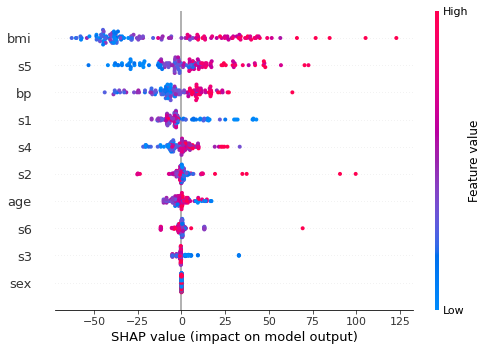 High
bmi
s5
bp
s1
s4
s2
age
s6
s3
sex
Feature value
Low
−50 −25 0 25 50 75 100 125
SHAP value (impact on model output)